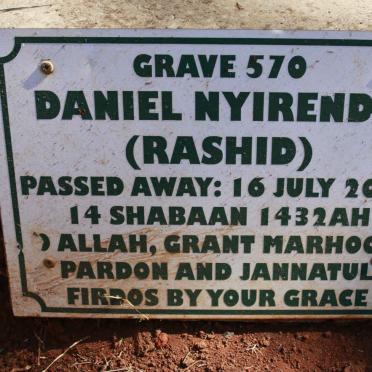 GRAVE 570
DANIEL NYIREND
(RASHID)
PASSED AWAY: 16 JULY 20
14 SHABAAN 1432AH
O ALLAH, GRANT MARHOO
PARDON AND JANNATUL
FIRDOS BY YOUR GRACE